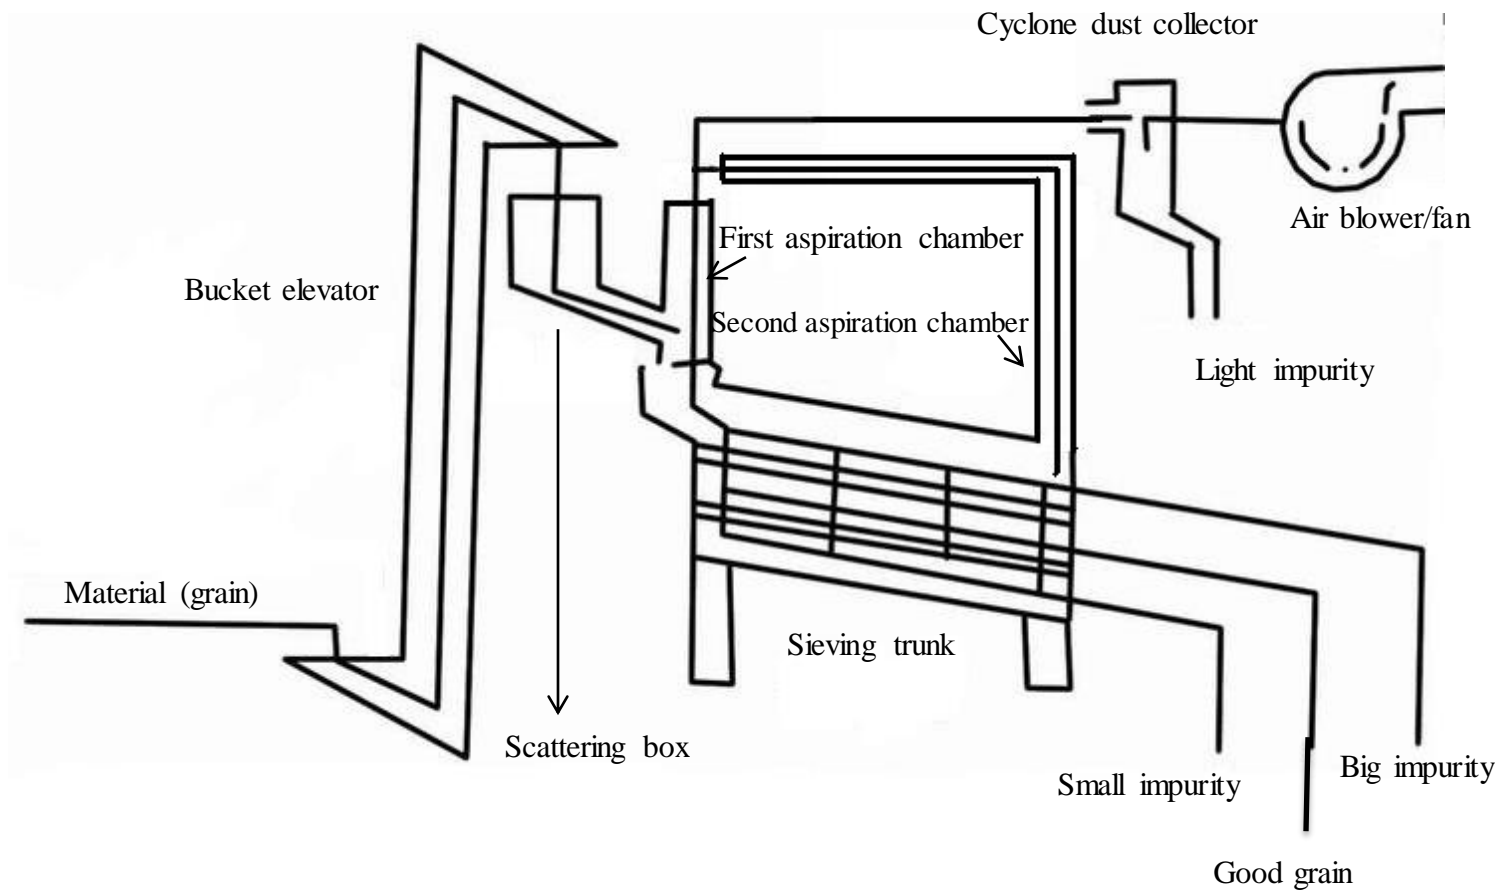 Cyclone dust collector
Air blower/fan
First aspiration chamber
Bucket elevator
Second aspiration chamber
Light impurity
Material (grain)
Sieving trunk
Scattering box
Big impurity
Small impurity
Good grain